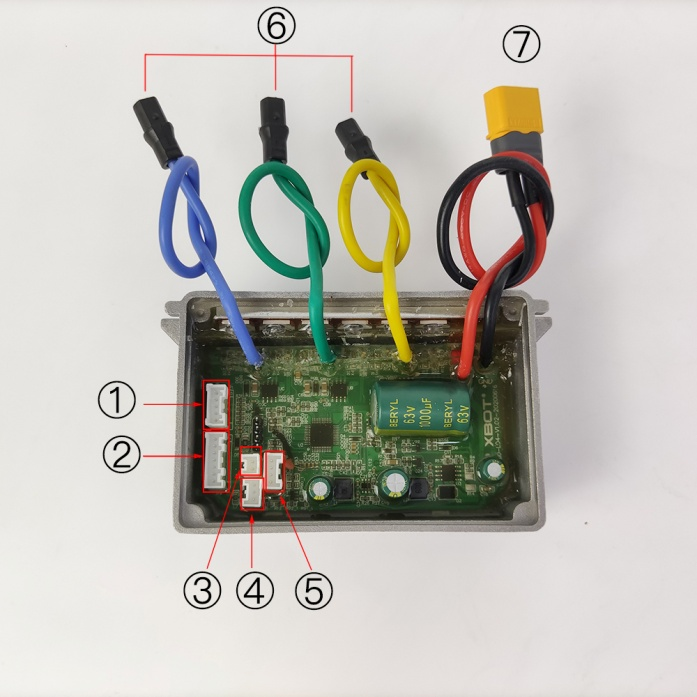 ⑥
⑦
①
②
③
④
⑤
BERYL
63v
1000µF
BERYL
63v
XBOT